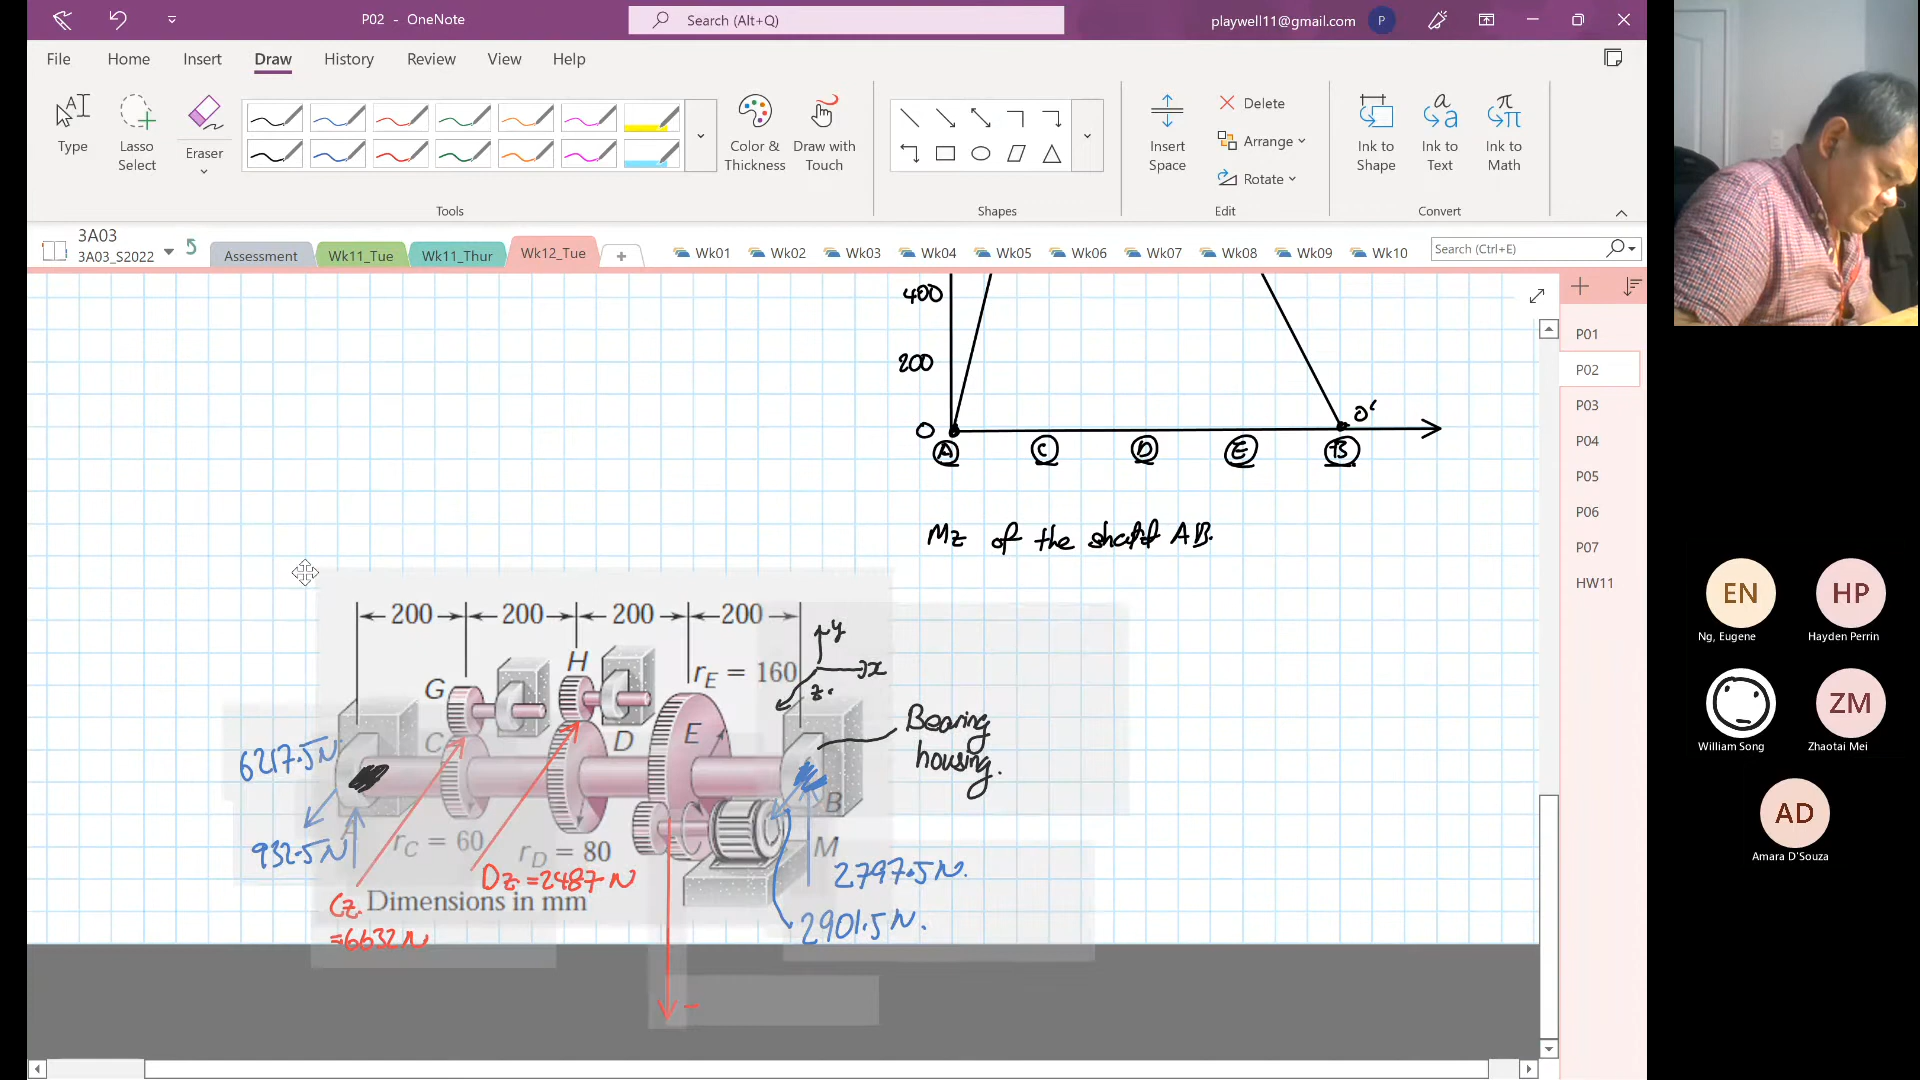 P02 - OneNote
Search (Alt+Q)
playwell11@gmail.com
P
File Home Insert Draw History Review View Help
Type
Lasso Select
Eraser
Color & Thickness
Draw with Touch
Insert Space
Delete
Arrange
Rotate
Ink to Shape
Ink to Text
Ink to Math
Tools Shapes Edit Convert
3A03
3A03_S2022
Assessment Wk11_Tue Wk11_Thur Wk12_Tue
Wk01 Wk02 Wk03 Wk04 Wk05 Wk06 Wk07 Wk08 Wk09 Wk10
Search (Ctrl+E)
P01
P02
P03
P04
P05
P06
P07
HW11
400
200
0
A C D E B
Mz of the shaft AB.
200 200 200 200
y
x
z
G
H
rE = 160
C
D
E
A
B
M
rC = 60
rD = 80
Dimensions in mm
Bearing
housing.
6217.5N
932.5N
Cz
=6632N
Dz =2487N
2797.5N.
2901.5N.
EN
Ng, Eugene
HP
Hayden Perrin
William Song
ZM
Zhaotai Mei
AD
Amara D'Souza